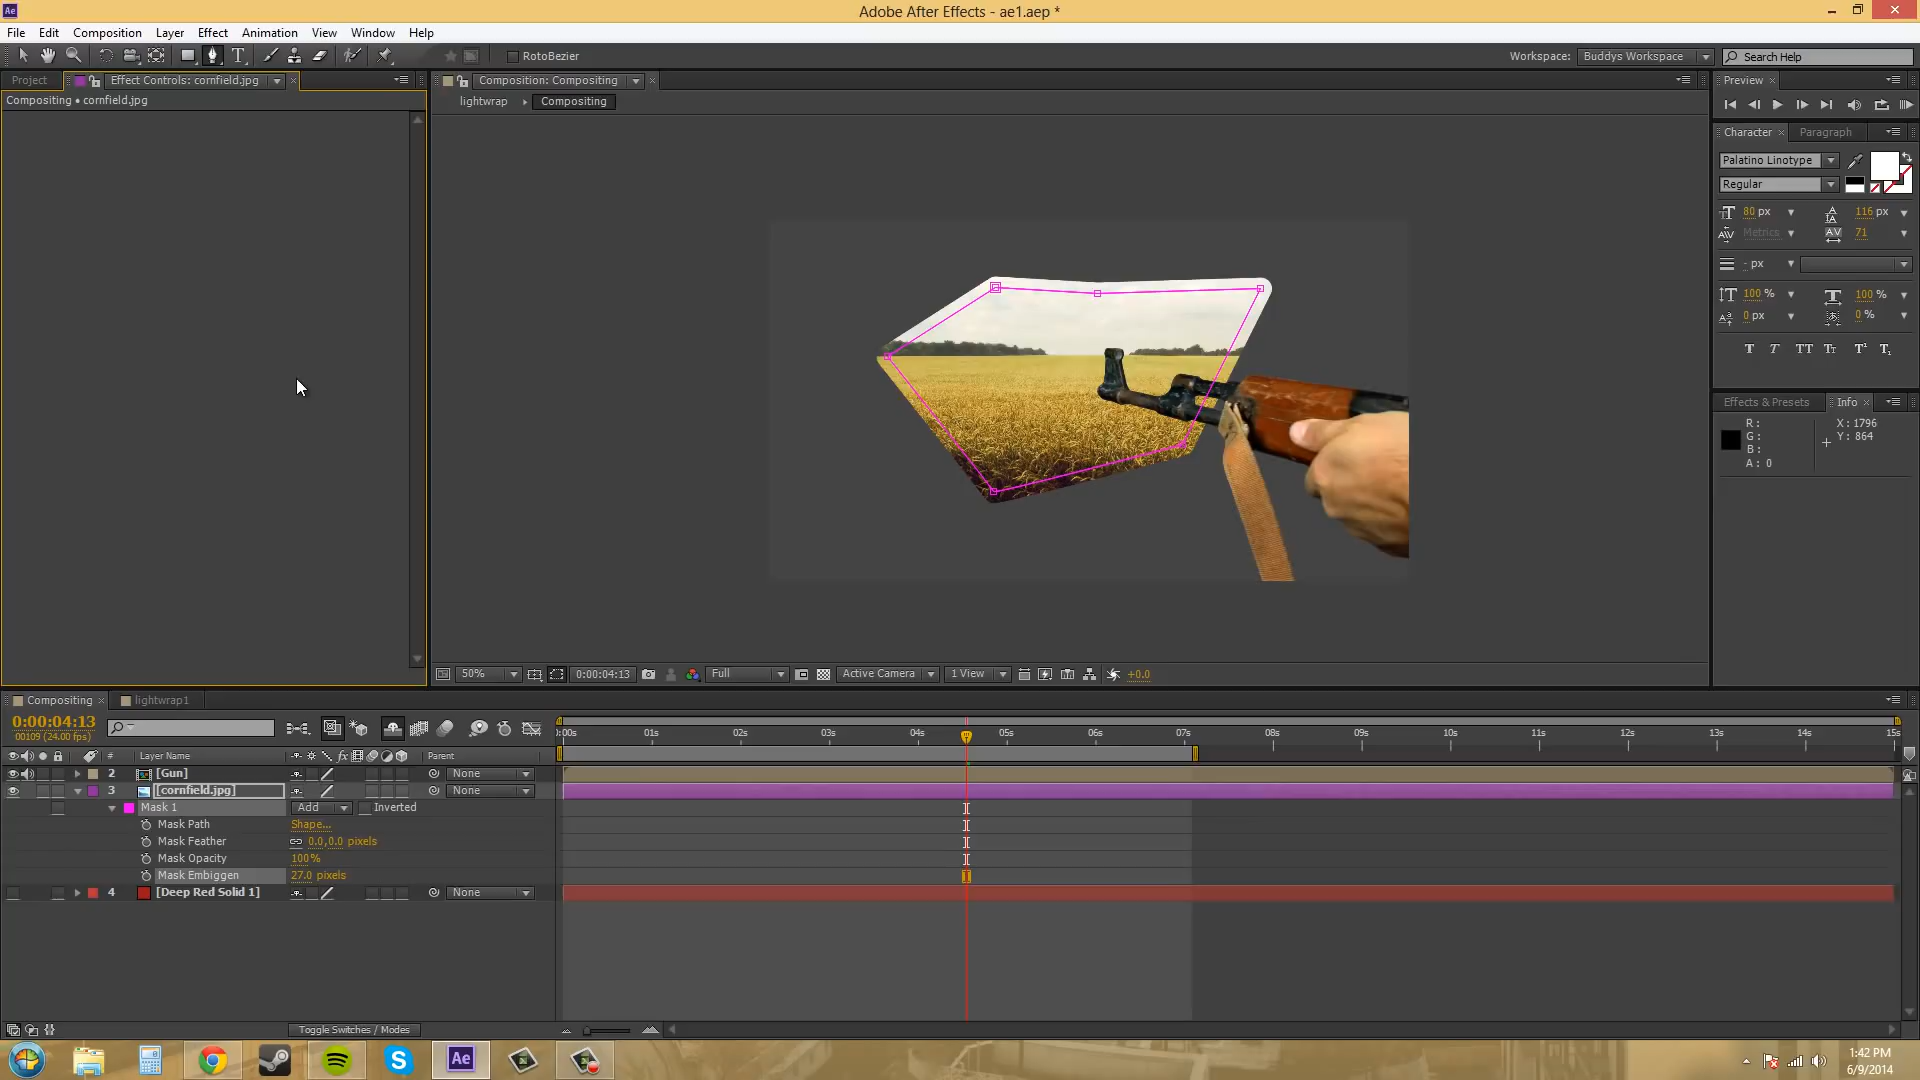 Ae
Adobe After Effects - ae1.aep *
File Edit Composition Layer Effect Animation View Window Help
RotoBezier
Workspace: Buddys Workspace
Search Help
Project
Effect Controls: cornfield.jpg
Composition: Compositing
Preview
Compositing • cornfield.jpg
lightwrap
Compositing
Character
Paragraph
Palatino Linotype
Regular
80 px
116 px
Metrics
71
- px
100 %
100 %
0 px
0 %
Effects & Presets
Info
R:
G:
B:
A: 0
X: 1796
Y: 864
50%
0:00:04:13
Full
Active Camera
1 View
+0.0
Compositing
lightwrap1
0:00:04:13
00109 (24.00 fps)
:00s 01s 02s 03s 04s 05s 06s 07s 08s 09s 10s 11s 12s 13s 14s 15s
# Layer Name
Parent
2 [Gun] None
3 [cornfield.jpg] None
Mask 1 Add Inverted
Mask Path Shape...
Mask Feather 0.0,0.0 pixels
Mask Opacity 100%
Mask Embiggen 27.0 pixels
4 [Deep Red Solid 1] None
Toggle Switches / Modes
Ae
1:42 PM
6/9/2014